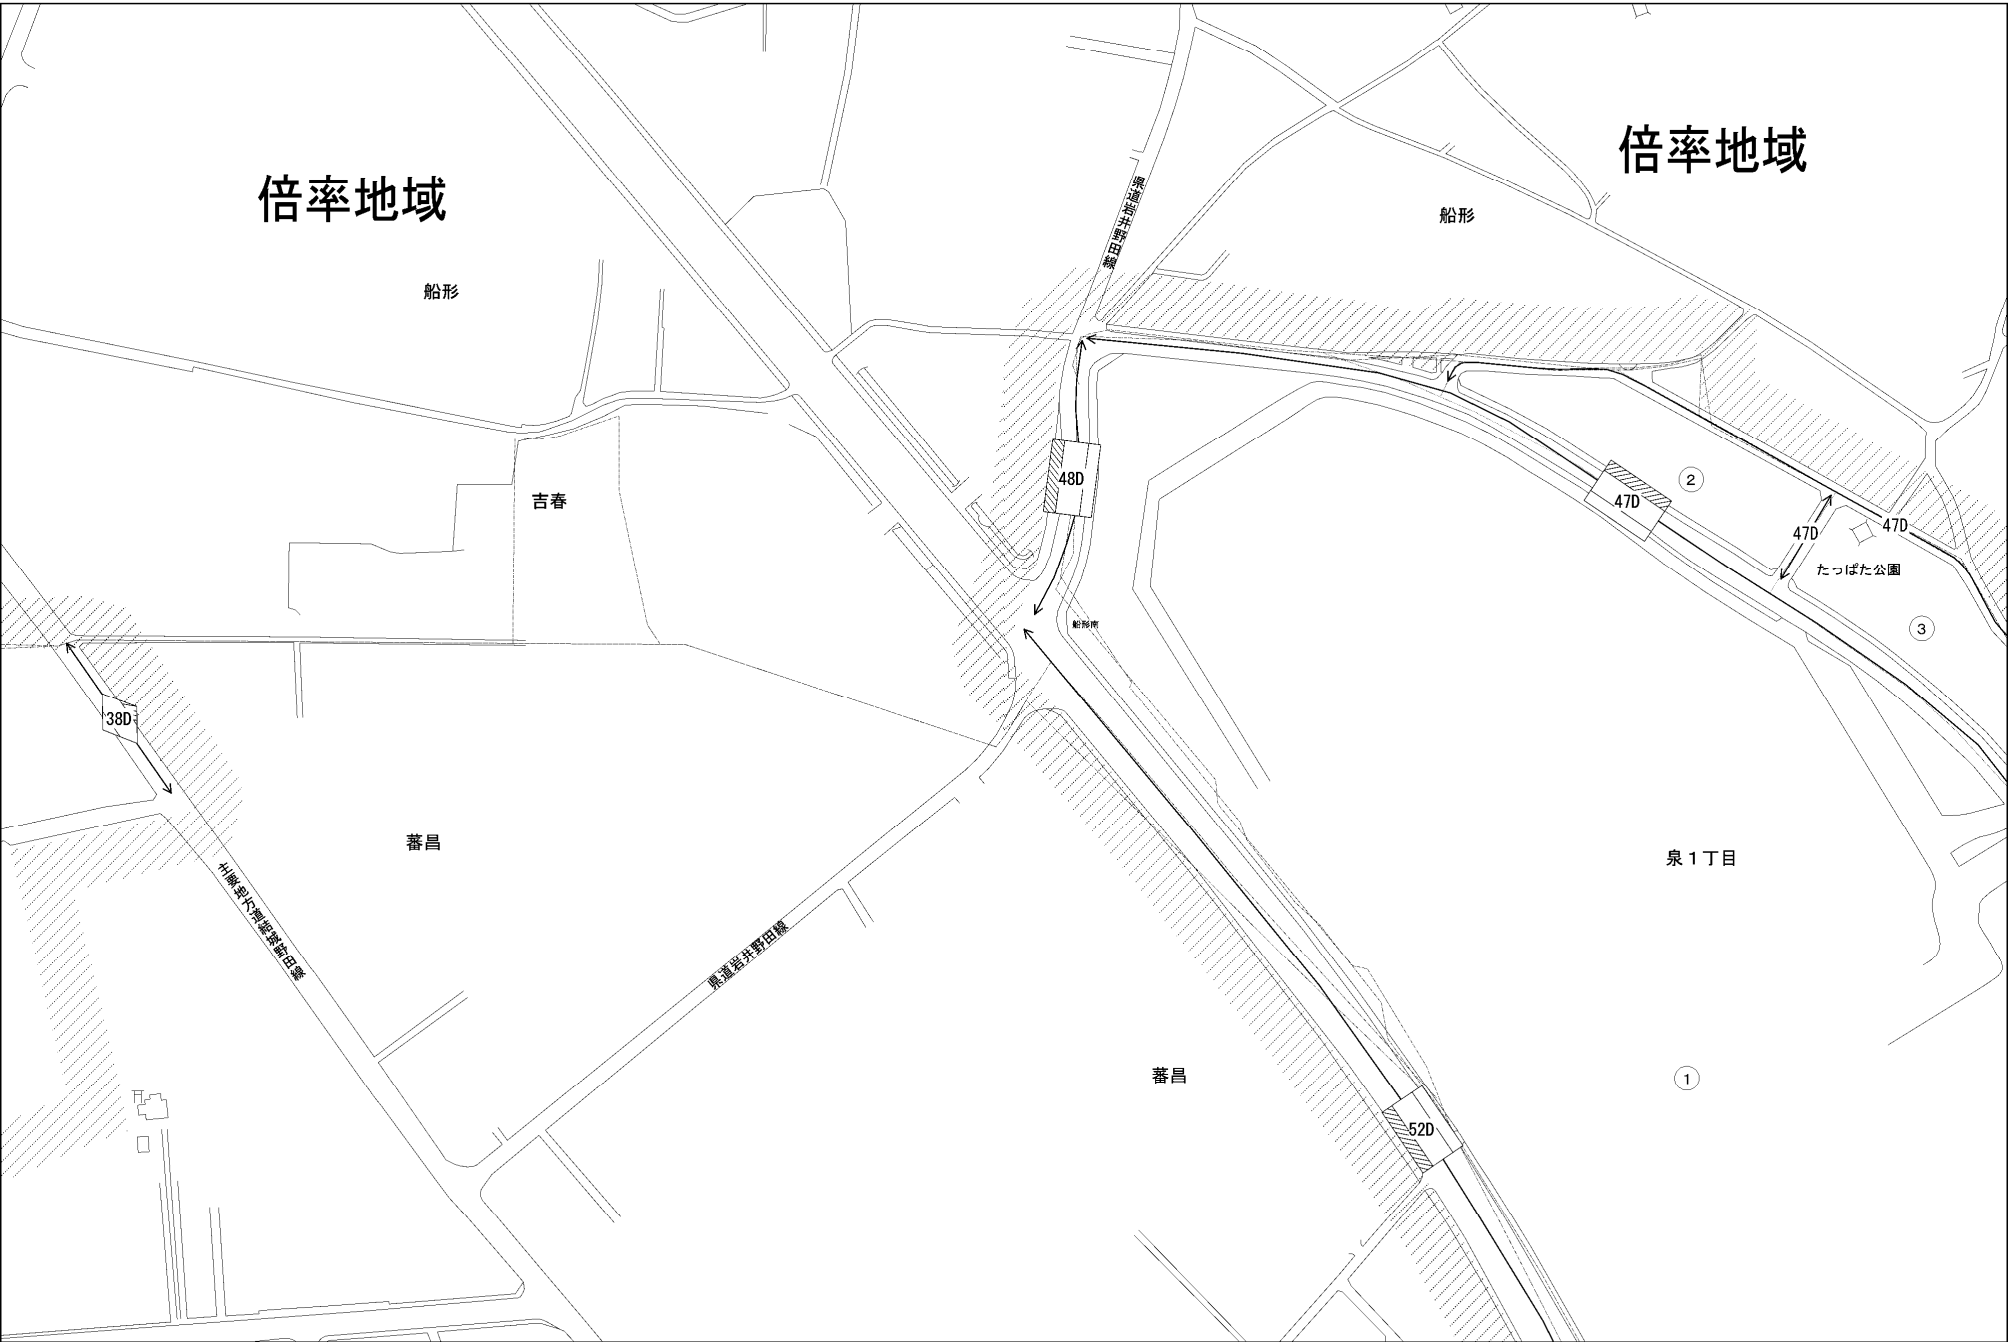 倍率地域
倍率地域
県道岩井野田線
船形
船形
48D
47D
2
吉春
47D
47D
たっぱた公園
船形南
3
38D
蕃昌
泉1丁目
主要地方道結城野田線
県道岩井野田線
蕃昌
1
52D